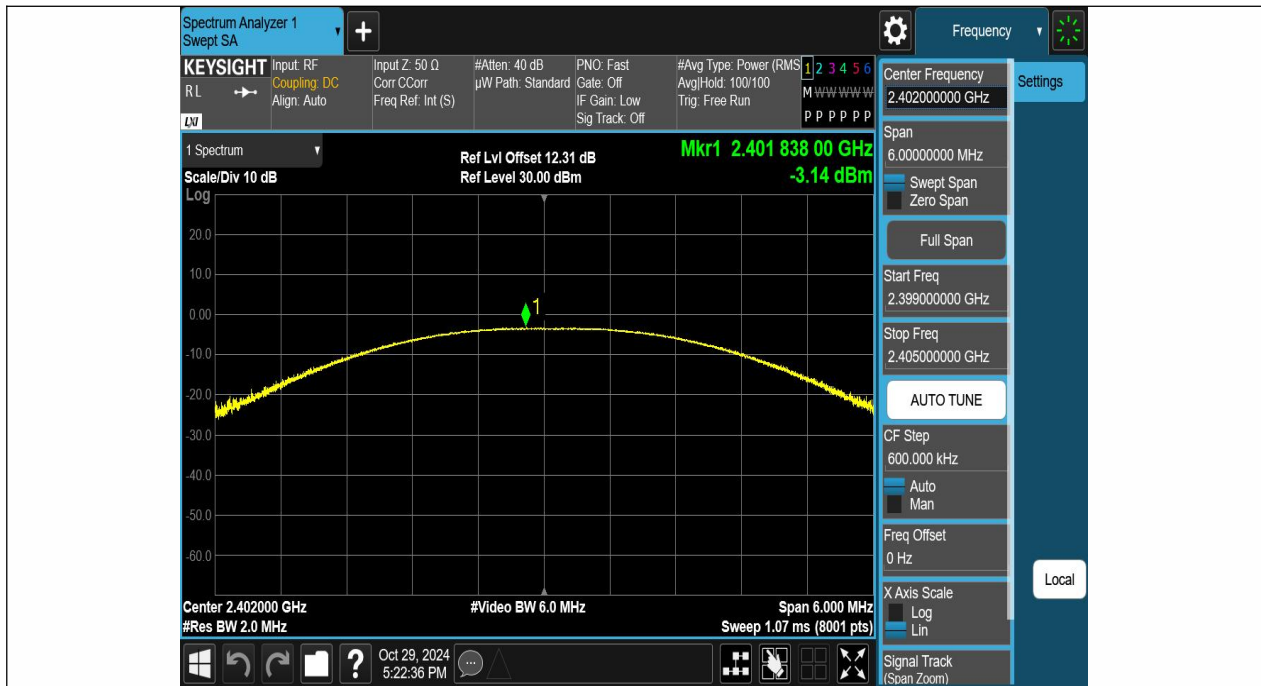 Spectrum Analyzer 1
Swept SA
+
Frequency
KEYSIGHT
R L
LXI
Input: RF
Coupling: DC
Align: Auto
Input Z: 50 Ω
Corr CCorr
Freq Ref: Int (S)
#Atten: 40 dB
µW Path: Standard
PNO: Fast
Gate: Off
IF Gain: Low
Sig Track: Off
#Avg Type: Power (RMS
Avg|Hold: 100/100
Trig: Free Run
1 2 3 4 5 6
M W W W W W
P P P P P P
Settings
Center Frequency
2.402000000 GHz
Span
6.00000000 MHz
Swept Span
Zero Span
Full Span
Start Freq
2.399000000 GHz
Stop Freq
2.405000000 GHz
AUTO TUNE
CF Step
600.000 kHz
Auto
Man
Freq Offset
0 Hz
X Axis Scale
Log
Lin
Signal Track
(Span Zoom)
Local
1 Spectrum
Scale/Div 10 dB
Ref Lvl Offset 12.31 dB
Ref Level 30.00 dBm
Mkr1 2.401 838 00 GHz
-3.14 dBm
Log
20.0
10.0
0.00
-10.0
-20.0
-30.0
-40.0
-50.0
-60.0
1
Center 2.402000 GHz
#Res BW 2.0 MHz
#Video BW 6.0 MHz
Span 6.000 MHz
Sweep 1.07 ms (8001 pts)
?
Oct 29, 2024
5:22:36 PM